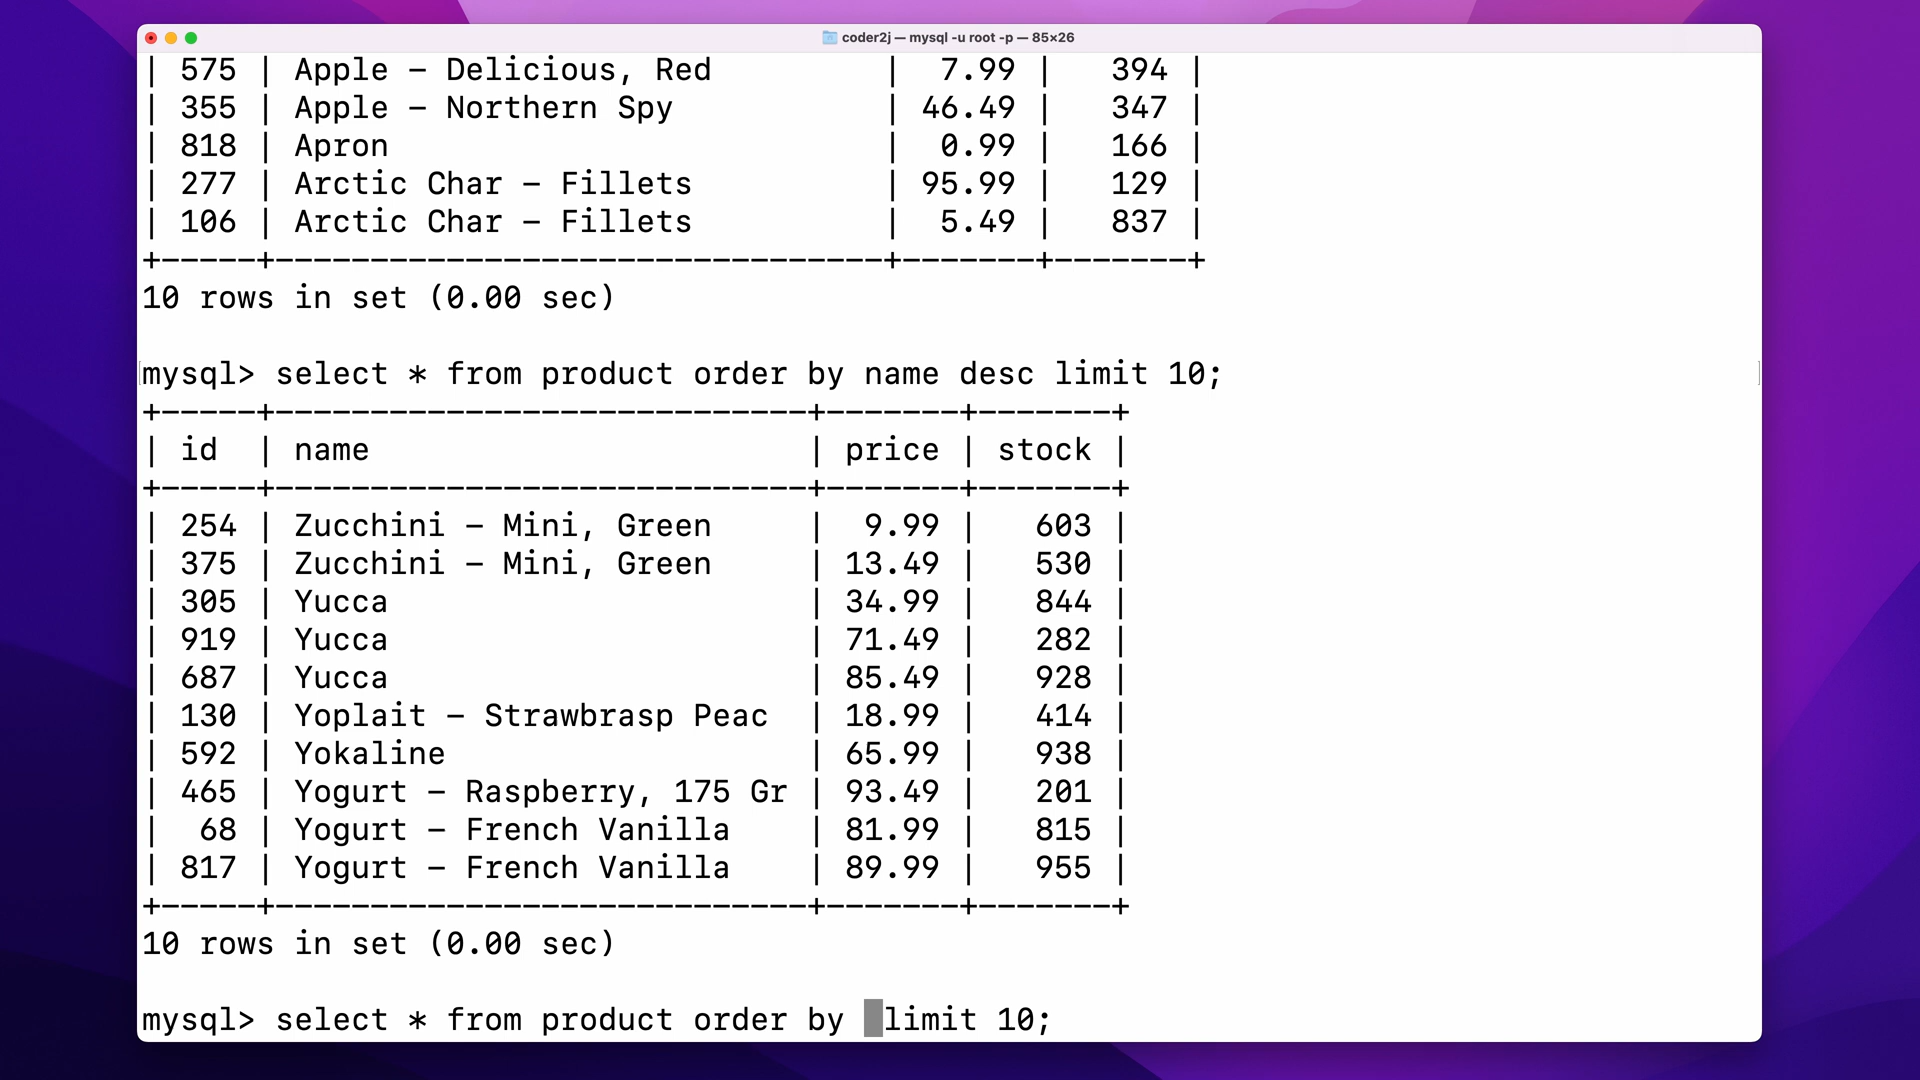 coder2j — mysql -u root -p — 85×26
|  575 | Apple - Delicious, Red         |  7.99 |   394 |
|  355 | Apple - Northern Spy           | 46.49 |   347 |
|  818 | Apron                          |  0.99 |   166 |
|  277 | Arctic Char - Fillets          | 95.99 |   129 |
|  106 | Arctic Char - Fillets          |  5.49 |   837 |
+------+--------------------------------+-------+-------+
10 rows in set (0.00 sec)
mysql> select * from product order by name desc limit 10;
+-----+----------------------------+-------+-------+
| id  | name                       | price | stock |
+-----+----------------------------+-------+-------+
| 254 | Zucchini - Mini, Green     |  9.99 |   603 |
| 375 | Zucchini - Mini, Green     | 13.49 |   530 |
| 305 | Yucca                      | 34.99 |   844 |
| 919 | Yucca                      | 71.49 |   282 |
| 687 | Yucca                      | 85.49 |   928 |
| 130 | Yoplait - Strawbrasp Peac  | 18.99 |   414 |
| 592 | Yokaline                   | 65.99 |   938 |
| 465 | Yogurt - Raspberry, 175 Gr | 93.49 |   201 |
|  68 | Yogurt - French Vanilla    | 81.99 |   815 |
| 817 | Yogurt - French Vanilla    | 89.99 |   955 |
+-----+----------------------------+-------+-------+
10 rows in set (0.00 sec)
mysql> select * from product order by  limit 10;